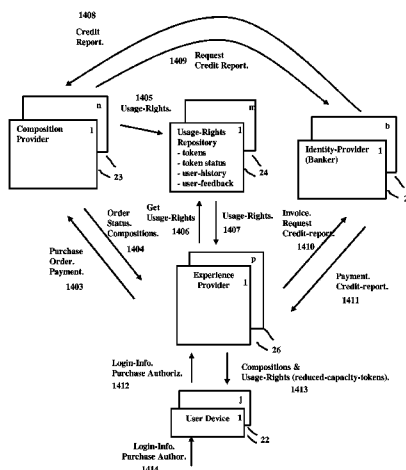 1408
Credit
Report.
1409
Request
Credit Report.
n
Composition
Provider
1
23
1405
Usage-Rights.
m
Usage-Rights
Repository
- tokens
- token status
- user-history
- user-feedback
1
24
b
Identity-Provider
(Banker)
1
2
Order
Status.
Compositions.
1404
Purchase
Order.
Payment.
1403
Get
Usage-Rights
1406
Usage-Rights.
1407
Invoice.
Request
Credit-report.
1410
Payment.
Credit-report.
1411
p
Experience
Provider
1
26
Login-Info.
Purchase Authoriz.
1412
Compositions &
Usage-Rights (reduced-capacity-tokens).
1413
j
User Device
1
22
Login-Info.
Purchase Author.
1414